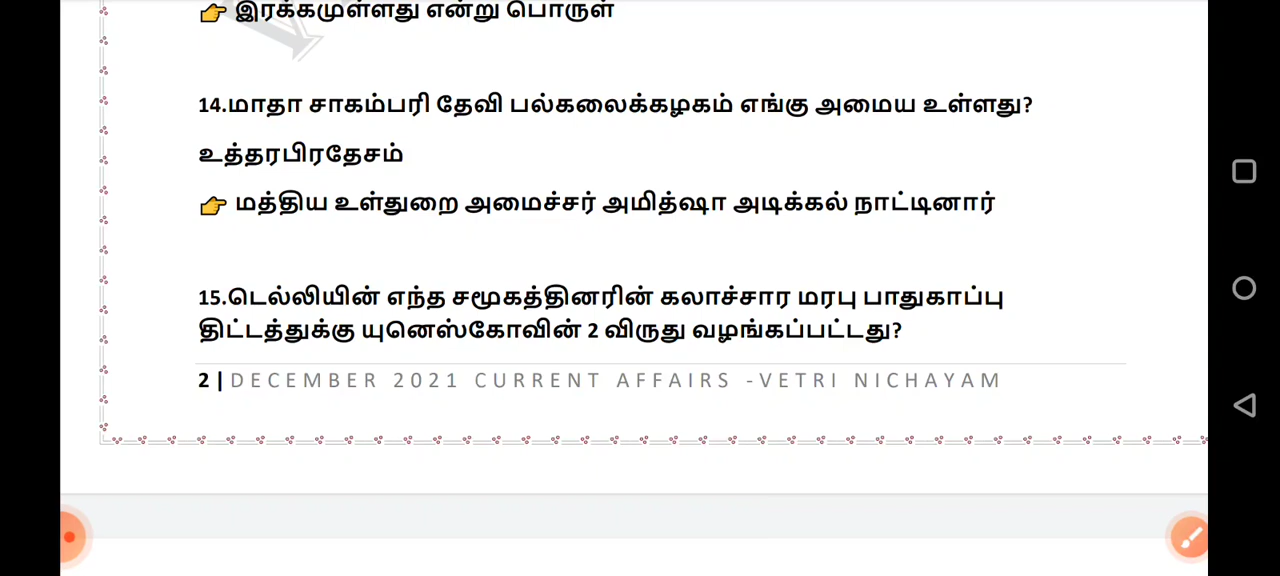 👉 இரக்கமுள்ளது என்று பொருள்
14.மாதா சாகம்பரி தேவி பல்கலைக்கழகம் எங்கு அமைய உள்ளது?
உத்தரபிரதேசம்
👉 மத்திய உள்துறை அமைச்சர் அமித்ஷா அடிக்கல் நாட்டினார்
15.டெல்லியின் எந்த சமூகத்தினரின் கலாச்சார மரபு பாதுகாப்பு
திட்டத்துக்கு யுனெஸ்கோவின் 2 விருது வழங்கப்பட்டது?
2 | DECEMBER 2021 CURRENT AFFAIRS -VETRI NICHAYAM